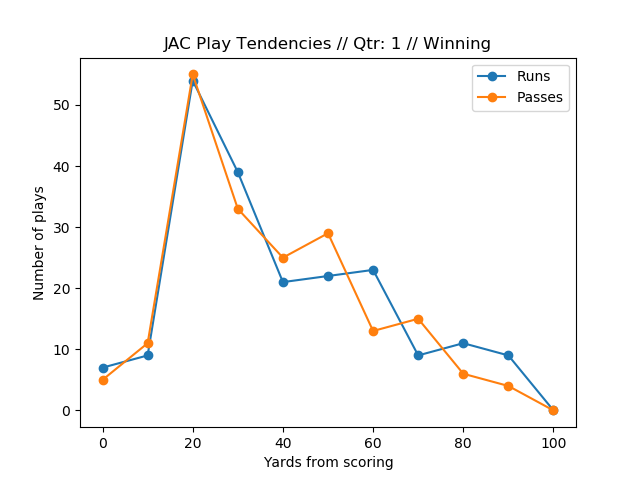 JAC Play Tendencies // Qtr: 1 // Winning
Runs
Passes
Number of plays
50
40
30
20
10
0
0 20 40 60 80 100
Yards from scoring